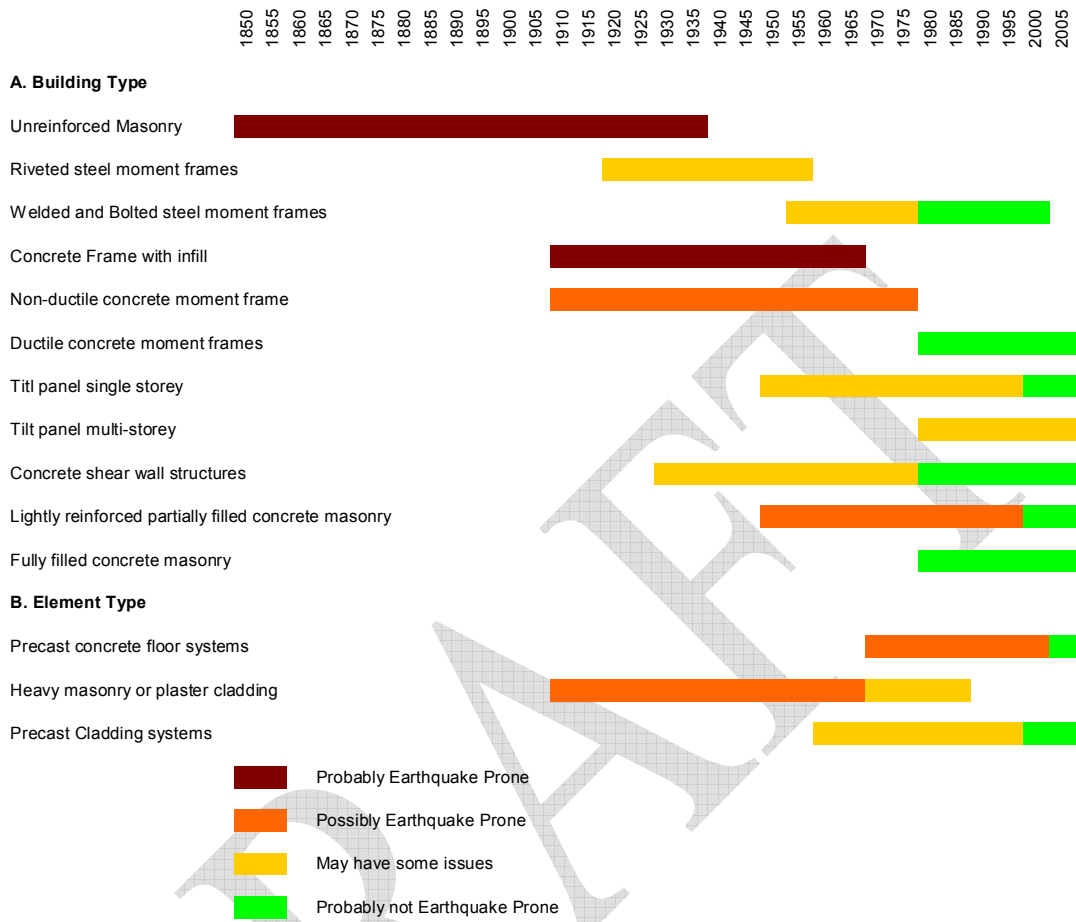 1850 1855 1860 1865 1870 1875 1880 1885 1890 1895 1900 1905 1910 1915 1920 1925 1930 1935 1940 1945 1950 1955 1960 1965 1970 1975 1980 1985 1990 1995 2000 2005
A. Building Type
Unreinforced Masonry
Riveted steel moment frames
Welded and Bolted steel moment frames
Concrete Frame with infill
Non-ductile concrete moment frame
Ductile concrete moment frames
Titl panel single storey
Tilt panel multi-storey
Concrete shear wall structures
Lightly reinforced partially filled concrete masonry
Fully filled concrete masonry
B. Element Type
Precast concrete floor systems
Heavy masonry or plaster cladding
Precast Cladding systems
Probably Earthquake Prone
Possibly Earthquake Prone
May have some issues
Probably not Earthquake Prone
DRAFT